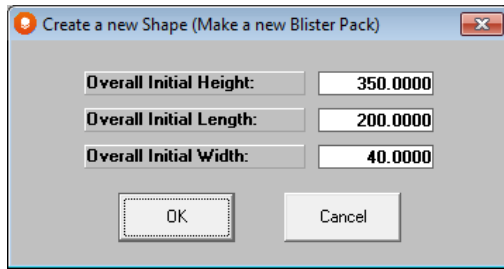 Create a new Shape (Make a new Blister Pack)
Overall Initial Height: 350.0000
Overall Initial Length: 200.0000
Overall Initial Width: 40.0000
OK Cancel